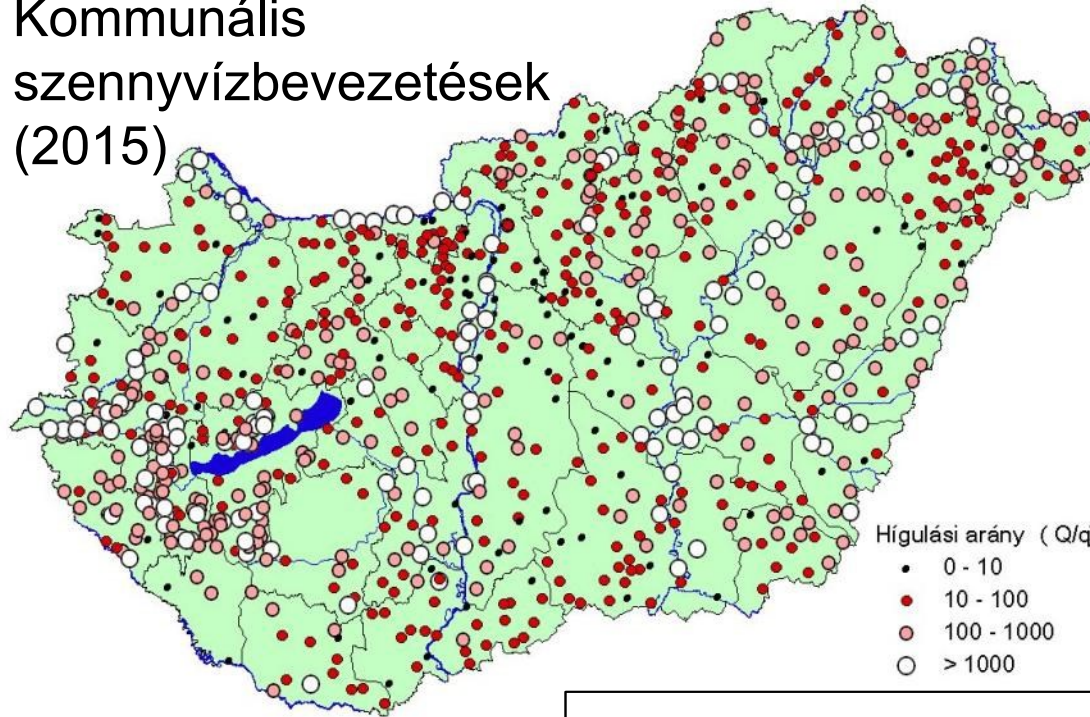 Kommunális
szennyvízbevezetések
(2015)
Hígulási arány ( Q/q
0 - 10
10 - 100
100 - 1000
> 1000